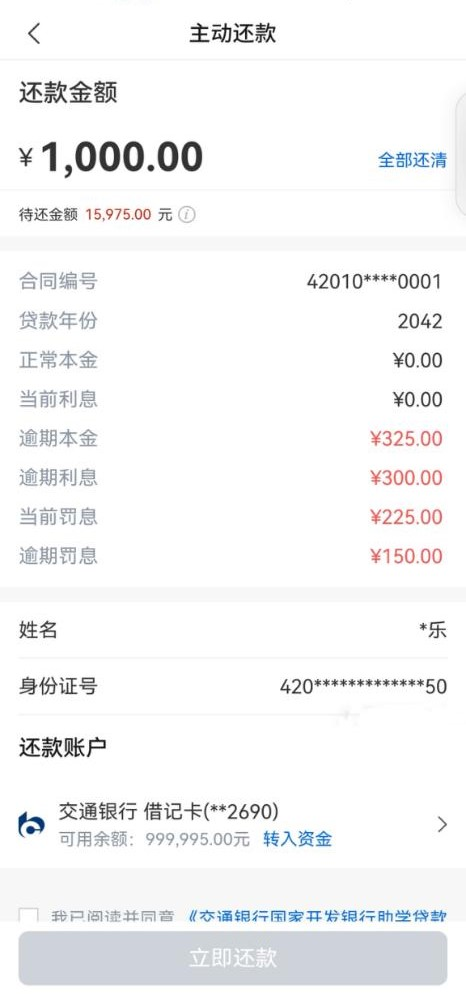 主动还款
还款金额
¥ 1,000.00 全部还清
待还金额 15,975.00 元
合同编号 42010****0001
贷款年份 2042
正常本金 ¥0.00
当前利息 ¥0.00
逾期本金 ¥325.00
逾期利息 ¥300.00
当前罚息 ¥225.00
逾期罚息 ¥150.00
姓名 *乐
身份证号 420*************50
还款账户
交通银行 借记卡(**2690)
可用余额: 999,995.00元 转入资金
我已阅读并同意 《交通银行国家开发银行助学贷款
立即还款